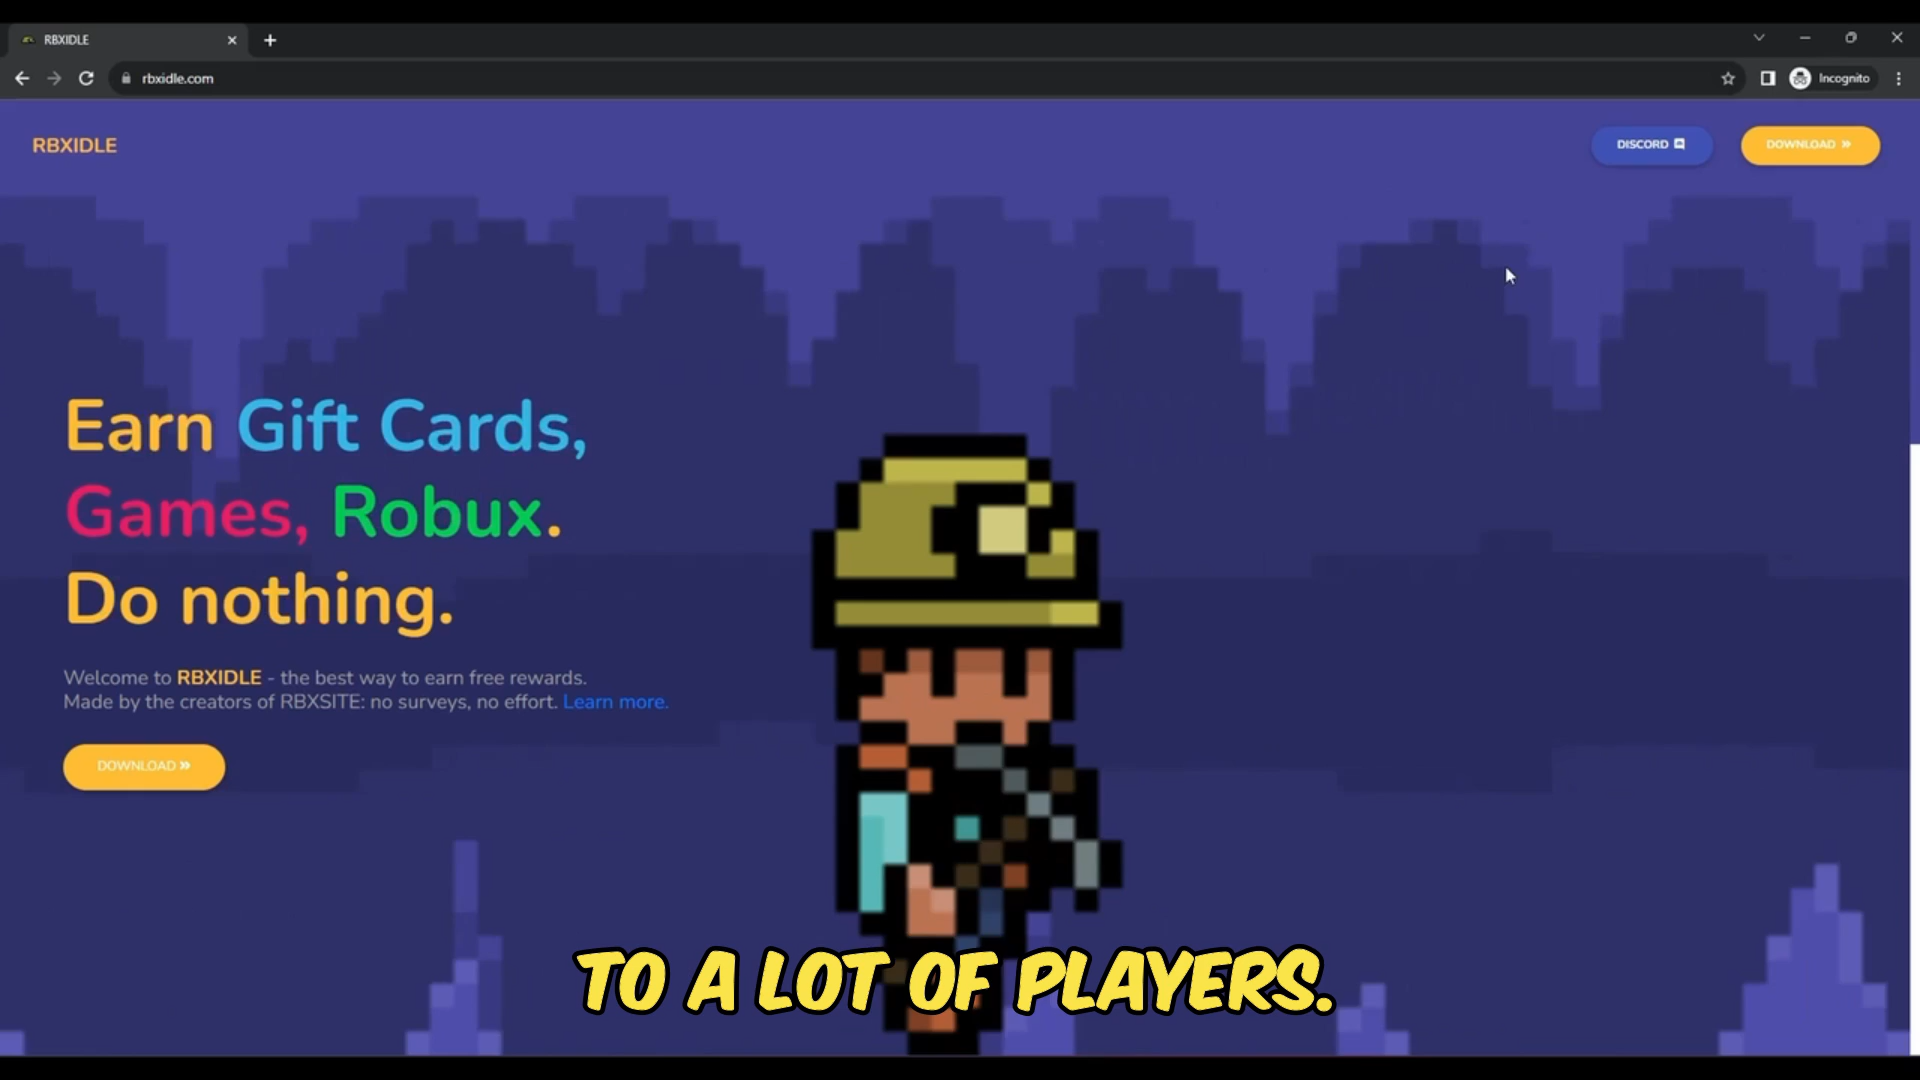 RBXIDLE
rbxidle.com
Incognito
RBXIDLE
DISCORD
DOWNLOAD »
Earn Gift Cards,
Games, Robux.
Do nothing.
Welcome to RBXIDLE - the best way to earn free rewards.
Made by the creators of RBXSITE: no surveys, no effort. Learn more.
DOWNLOAD »
TO A LOT OF PLAYERS.